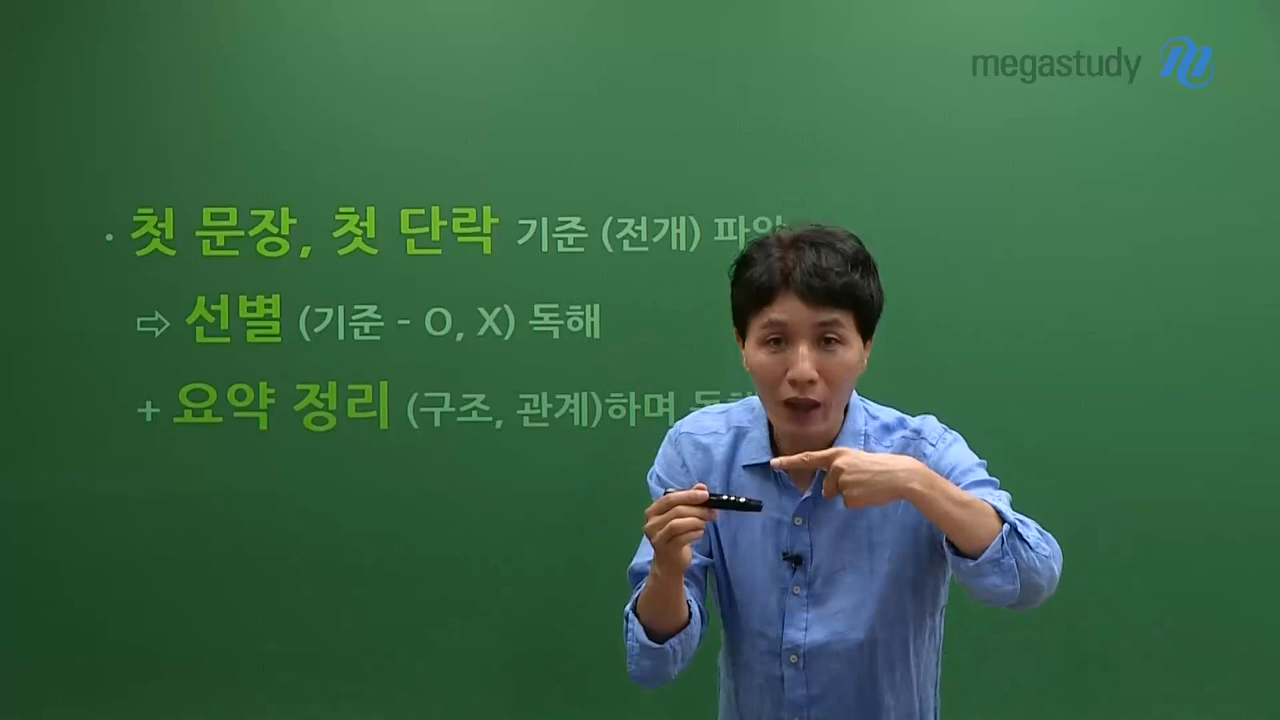 megastudy
· 첫 문장, 첫 단락 기준 (전개) 파악
⇨ 선별 (기준 - O, X) 독해
+ 요약 정리 (구조, 관계)하며